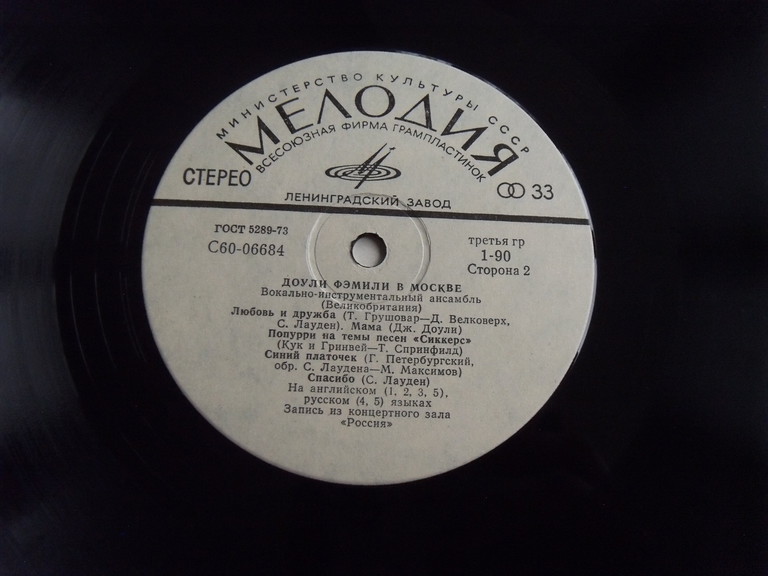 МИНИСТЕРСТВО КУЛЬТУРЫ СССР
МЕЛОДИЯ
ВСЕСОЮЗНАЯ ФИРМА ГРАМПЛАСТИНОК
СТЕРЕО
33
ЛЕНИНГРАДСКИЙ ЗАВОД
ГОСТ 5289-73
С60-06684
третья гр
1-90
Сторона 2
ДОУЛИ ФЭМИЛИ В МОСКВЕ
Вокально-инструментальный ансамбль
(Великобритания)
Любовь и дружба (Т. Грушовар—Д. Велковерх,
С. Лауден). Мама (Дж. Доули)
Попурри на темы песен «Сиккерс»
(Кук и Гринвей—Т. Спринфилд)
Синий платочек (Г. Петербургский,
обр. С. Лаудена—М. Максимов)
Спасибо (С. Лауден)
На английском (1, 2, 3, 5),
русском (4, 5) языках
Запись из концертного зала
«Россия»